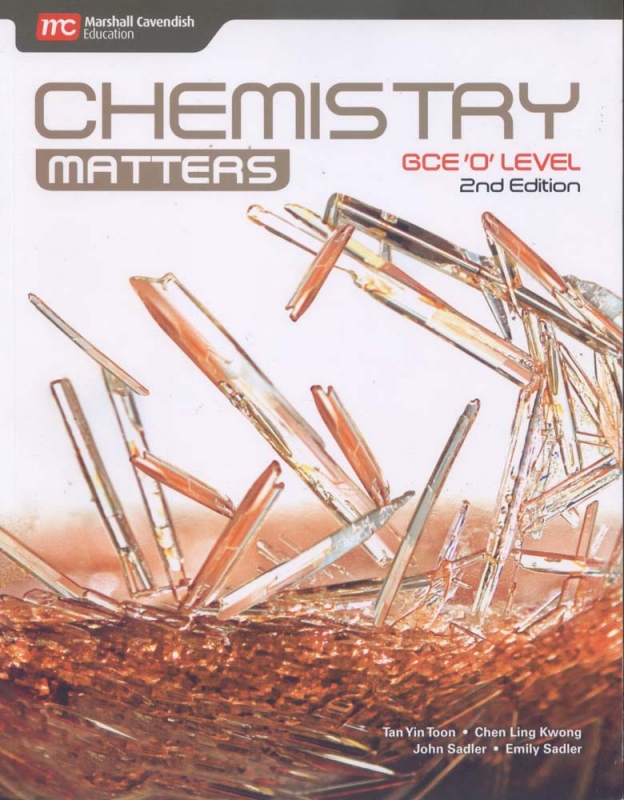 mc Marshall Cavendish
Education
CHEMISTRY
MATTERS
GCE 'O' LEVEL
2nd Edition
Tan Yin Toon • Chen Ling Kwong
John Sadler • Emily Sadler